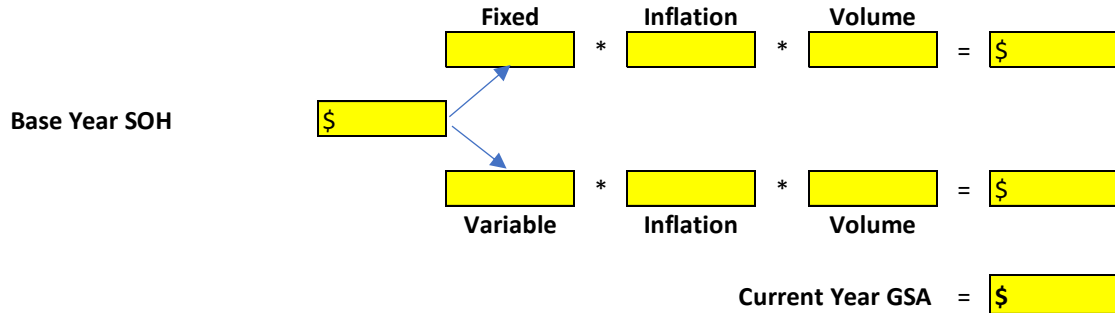 Fixed Inflation Volume
* * = $
Base Year SOH $
* * = $
Variable Inflation Volume
Current Year GSA = $